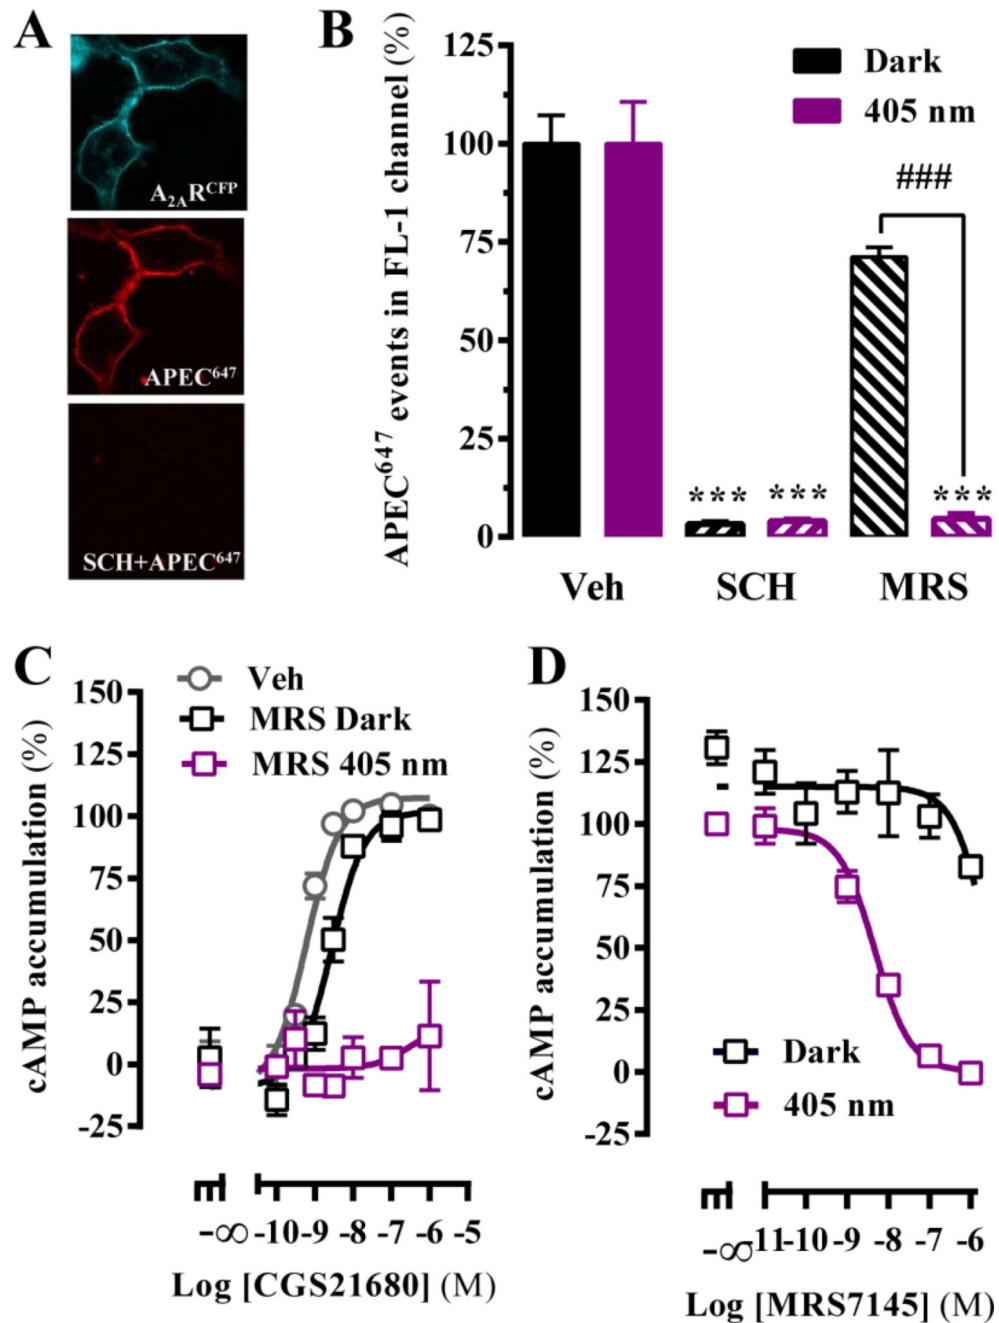 A
A2ARCFP
APEC647
SCH+APEC647
B
APEC647 events in FL-1 channel (%)
125
100
75
50
25
0
Dark
405 nm
###
*** *** ***
Veh SCH MRS
C
Veh
MRS Dark
MRS 405 nm
cAMP accumulation (%)
150
125
100
75
50
25
0
-25
-∞ -10 -9 -8 -7 -6 -5
Log [CGS21680] (M)
D
cAMP accumulation (%)
150
125
100
75
50
25
0
-25
Dark
405 nm
-∞ 11 -10 -9 -8 -7 -6
Log [MRS7145] (M)